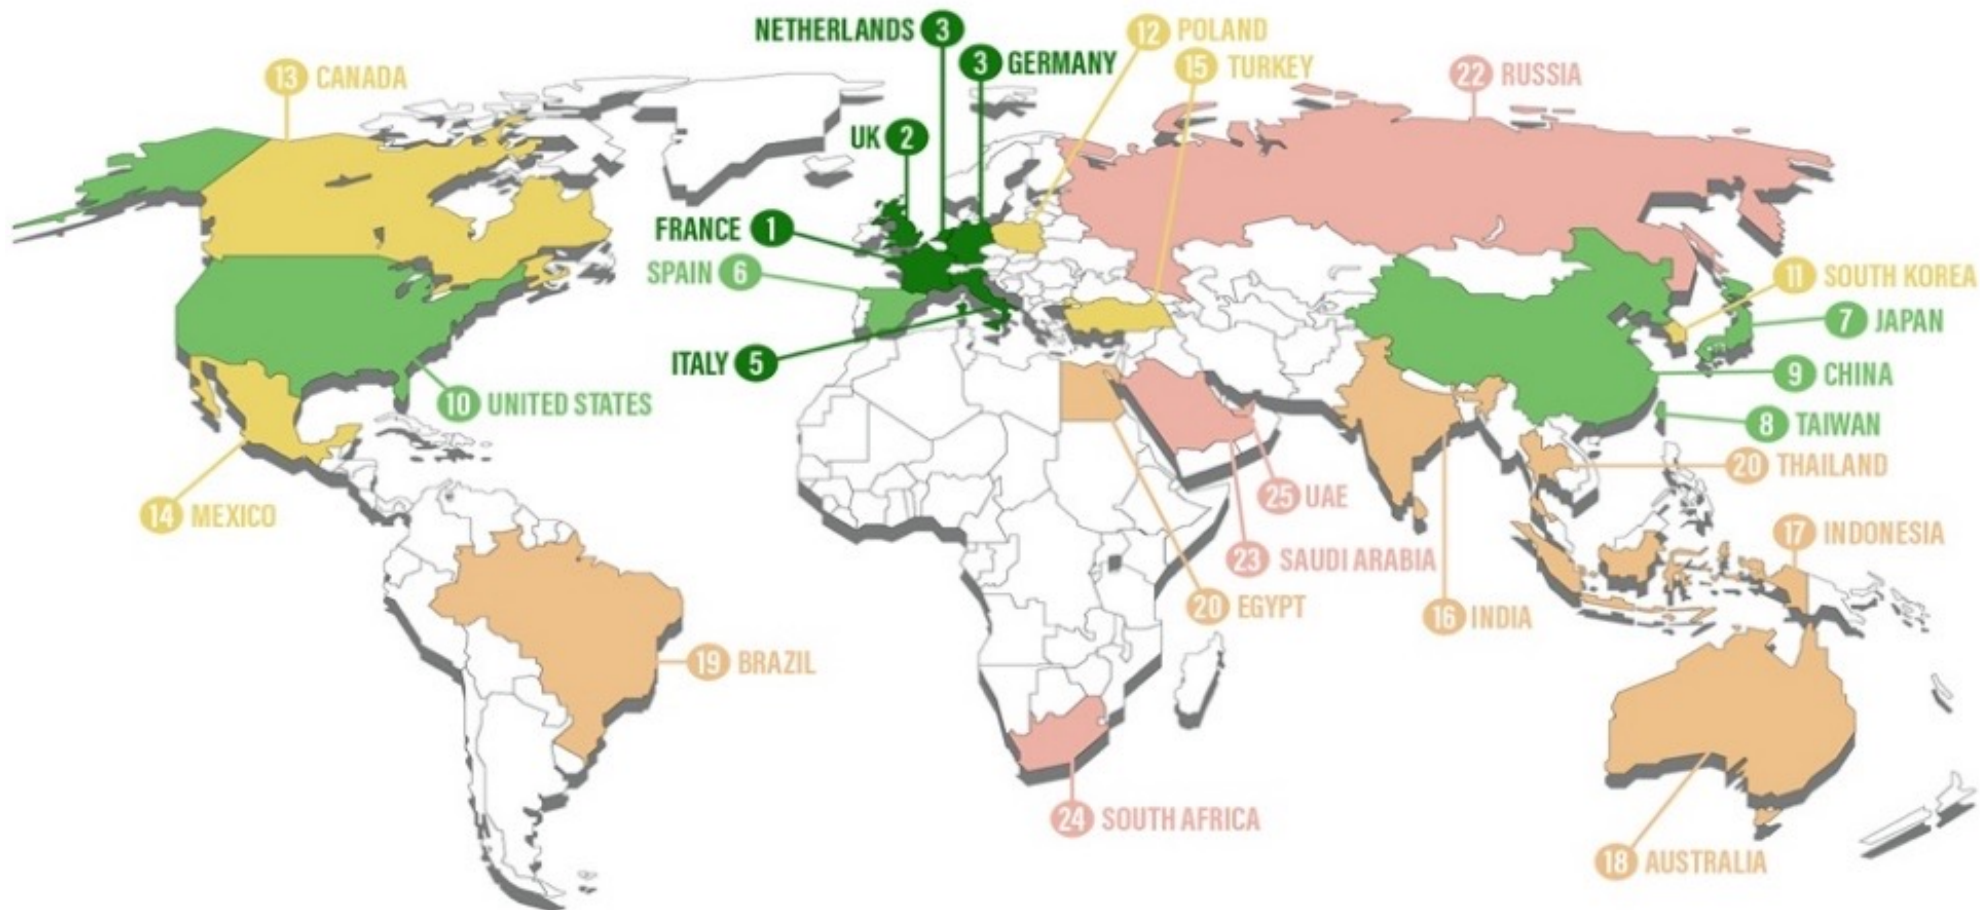 NETHERLANDS 3
12 POLAND
3 GERMANY
15 TURKEY
13 CANADA
22 RUSSIA
UK 2
FRANCE 1
SPAIN 6
11 SOUTH KOREA
7 JAPAN
ITALY 5
9 CHINA
10 UNITED STATES
8 TAIWAN
20 THAILAND
25 UAE
14 MEXICO
17 INDONESIA
23 SAUDI ARABIA
20 EGYPT
16 INDIA
19 BRAZIL
24 SOUTH AFRICA
18 AUSTRALIA